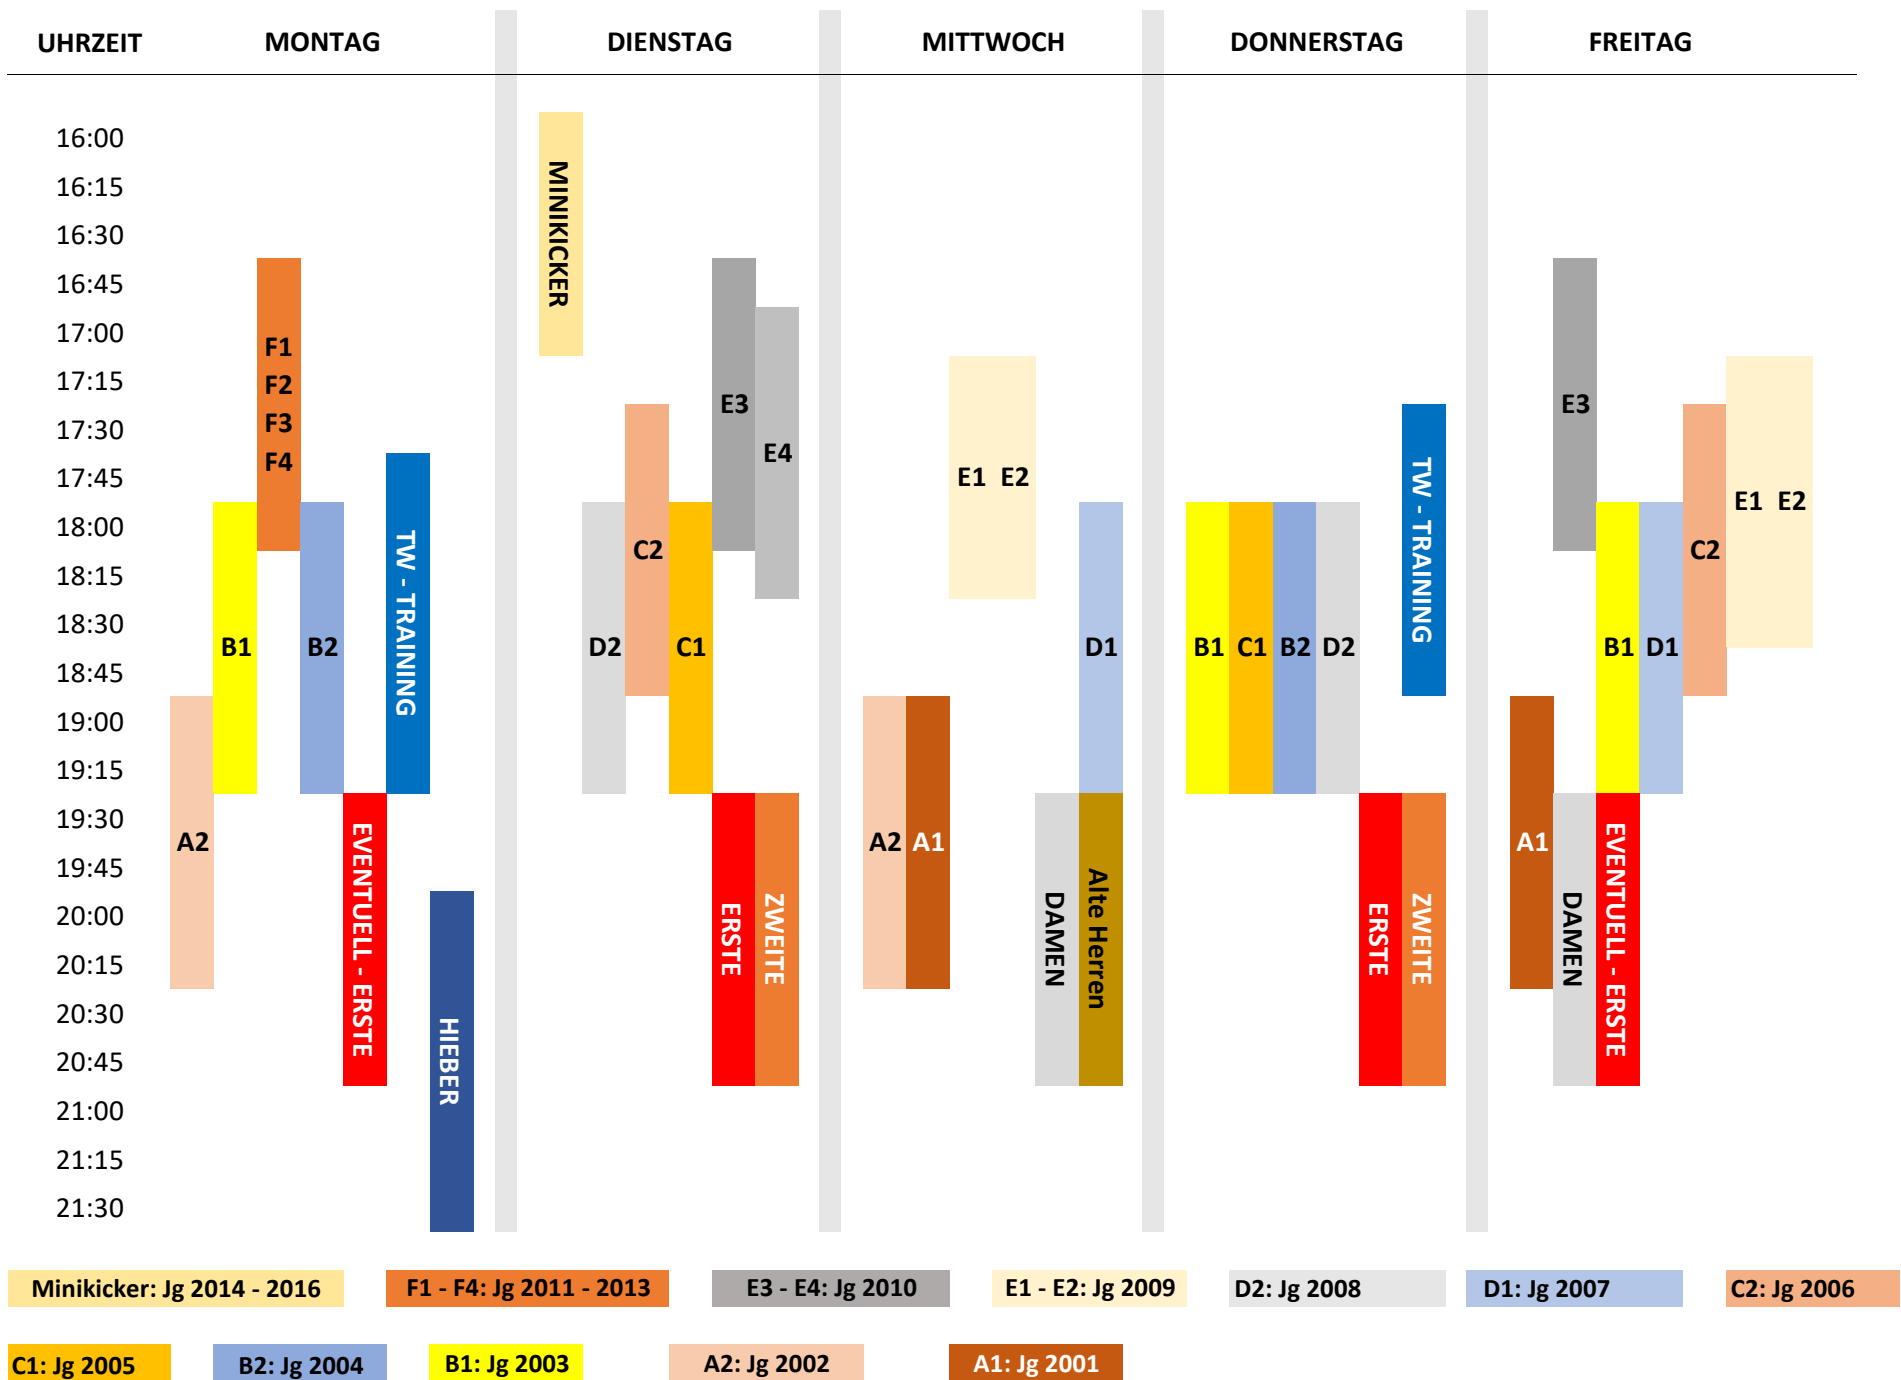 UHRZEIT MONTAG DIENSTAG MITTWOCH DONNERSTAG FREITAG
16:00
16:15
16:30
16:45
17:00
17:15
17:30
17:45
18:00
18:15
18:30
18:45
19:00
19:15
19:30
19:45
20:00
20:15
20:30
20:45
21:00
21:15
21:30
A2
B1
F1
F2
F3
F4
B2
EVENTUELL - ERSTE
TW - TRAINING
HIEBER
MINIKICKER
D2
C2
C1
E3
E4
ERSTE
ZWEITE
A2
A1
E1 E2
D1
DAMEN
Alte Herren
B1
C1
B2
D2
TW - TRAINING
ERSTE
ZWEITE
A1
E3
DAMEN
B1
EVENTUELL - ERSTE
D1
C2
E1 E2
Minikicker: Jg 2014 - 2016
F1 - F4: Jg 2011 - 2013
E3 - E4: Jg 2010
E1 - E2: Jg 2009
D2: Jg 2008
D1: Jg 2007
C2: Jg 2006
C1: Jg 2005
B2: Jg 2004
B1: Jg 2003
A2: Jg 2002
A1: Jg 2001